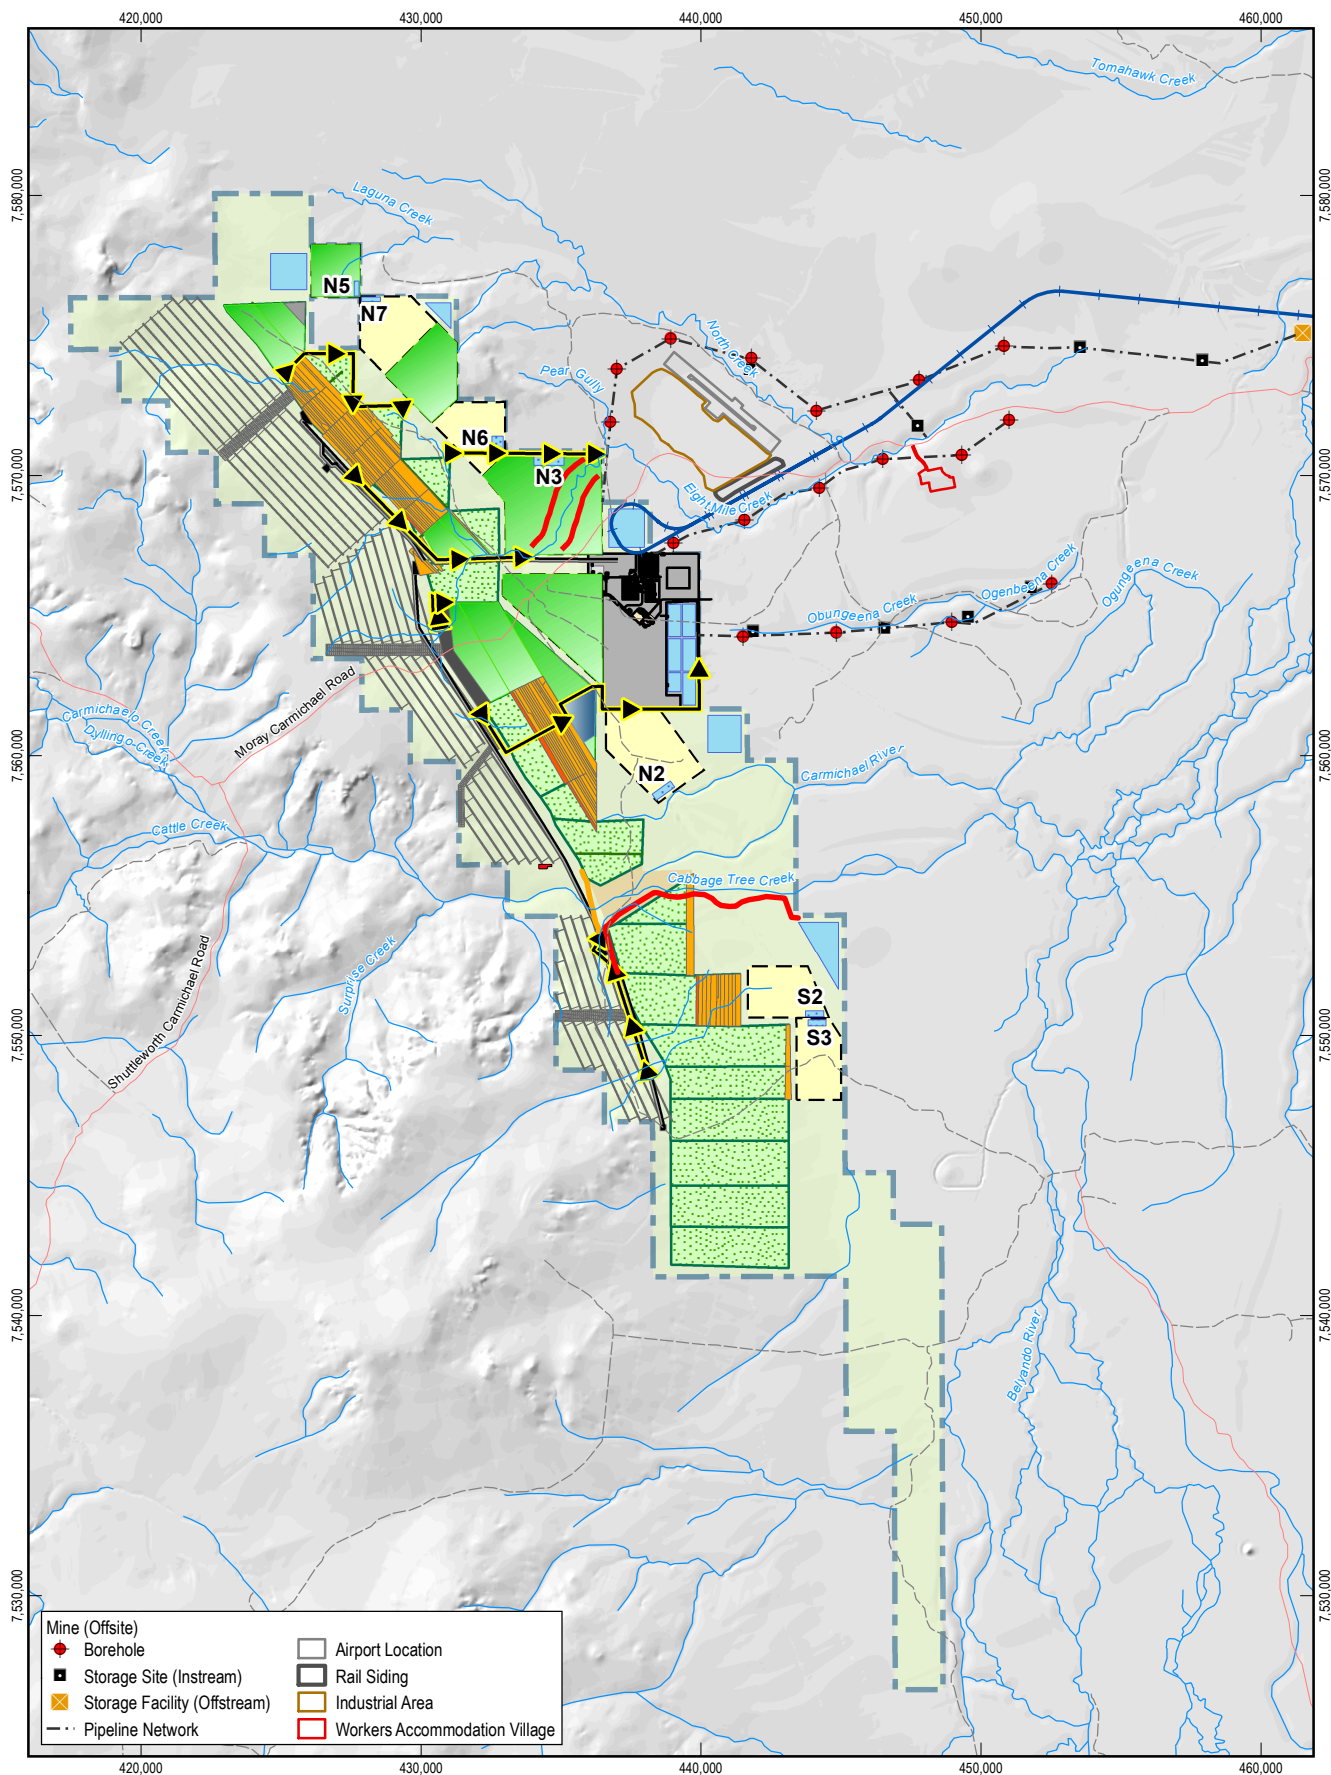 420,000
430,000
440,000
450,000
460,000
Tomahawk Creek
7,580,000
7,580,000
Laguna Creek
N5
N7
North Creek
Pear Gully
N6
N3
7,570,000
7,570,000
Eight Mile Creek
Ogenbeena Creek
Ogungeena Creek
Obungeena Creek
Moray Carmichael Road
Carmichael Creek
Dyllingo Creek
7,560,000
7,560,000
Carmichael River
N2
Cattle Creek
Cabbage Tree Creek
Surprise Creek
Shuttleworth Carmichael Road
S2
S3
7,550,000
7,550,000
7,540,000
7,540,000
Belyando River
7,530,000
7,530,000
Mine (Offsite)
Borehole
Storage Site (Instream)
Storage Facility (Offstream)
Pipeline Network
Airport Location
Rail Siding
Industrial Area
Workers Accommodation Village
420,000
430,000
440,000
450,000
460,000